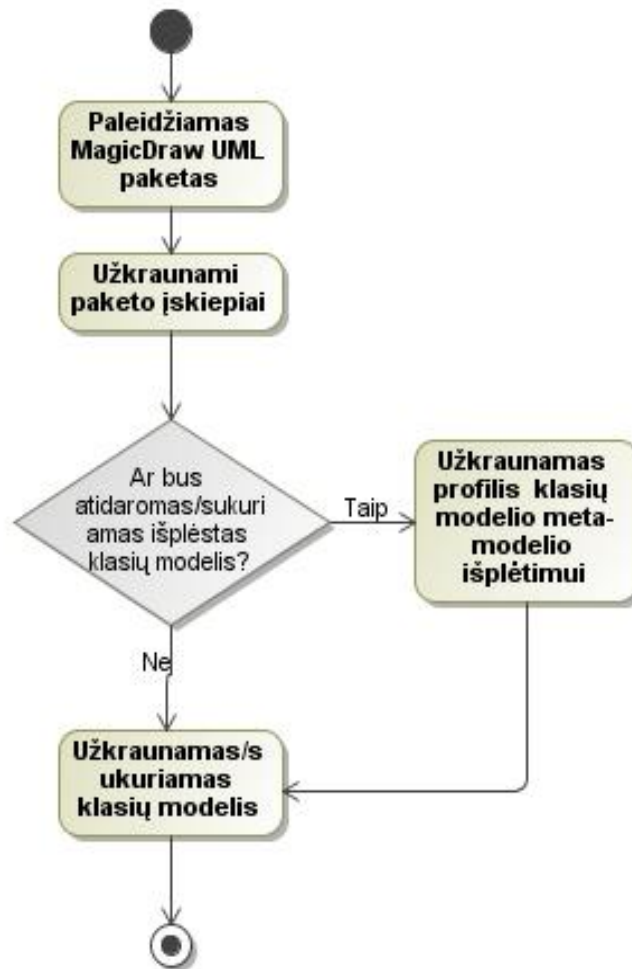 Paleidžiamas
MagicDraw UML
paketas
Užkraunami
paketo įskiepiai
Ar bus
atidaromas/sukuri
amas išplėstas
klasių modelis?
Taip
Užkraunamas
profilis klasių
modelio meta-
modelio
išplėtimui
Ne
Užkraunamas/s
ukuriamas
klasių modelis